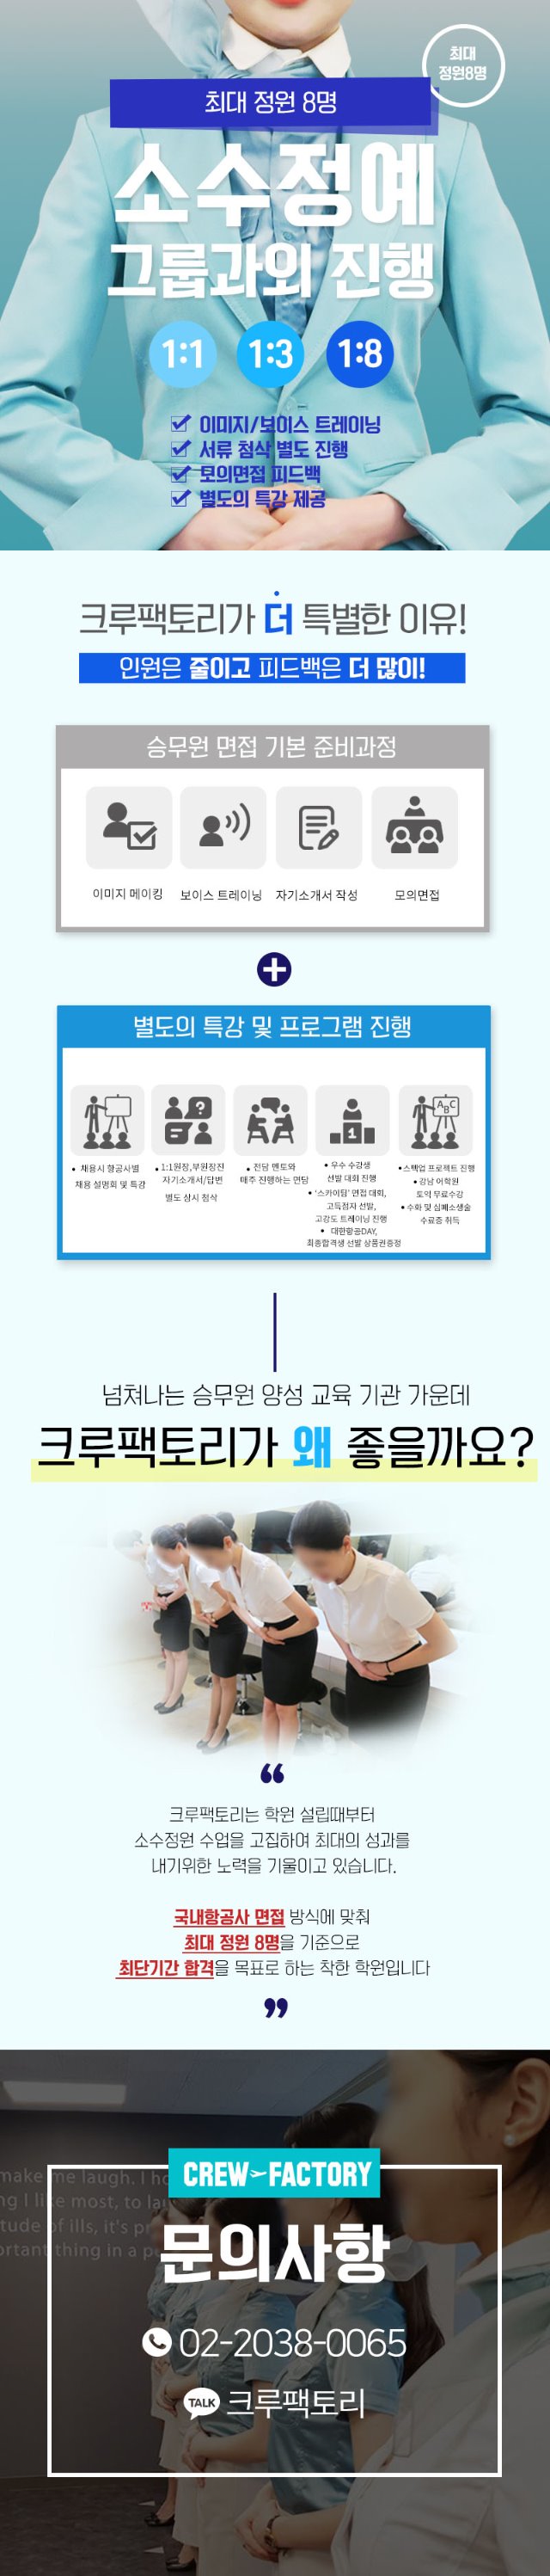 최대
정원8명
최대 정원 8명
소수정예
그룹과외 진행
1:1 1:3 1:8
이미지/보이스 트레이닝
서류 첨삭 별도 진행
모의면접 피드백
별도의 특강 제공
크루팩토리가 더 특별한 이유!
인원은 줄이고 피드백은 더 많이!
승무원 면접 기본 준비과정
이미지 메이킹 보이스 트레이닝 자기소개서 작성 모의면접
별도의 특강 및 프로그램 진행
• 채용시 항공사별
채용 설명회 및 특강
• 1:1원장,부원장진
자기소개서/답변
별도 상시 첨삭
• 전담 멘토와
매주 진행하는 면담
• 우수 수강생
선발 대회 진행
• '스카이팀' 면접 대회,
고득점자 선발,
고강도 트레이닝 진행
• 대한항공DAY,
최종합격생 선발 상품권증정
ABC
• 스펙업 프로젝트 진행
• 강남 어학원
토익 무료수강
• 수화 및 심폐소생술
수료증 취득
넘쳐나는 승무원 양성 교육 기관 가운데
크루팩토리가 왜 좋을까요?
“
크루팩토리는 학원 설립때부터
소수정원 수업을 고집하여 최대의 성과를
내기위한 노력을 기울이고 있습니다.
국내항공사 면접 방식에 맞춰
최대 정원 8명을 기준으로
최단기간 합격을 목표로 하는 착한 학원입니다
”
make me laugh. I ho
ng I like most, to lau
tude of ills, it's pr
ortant thing in a p
CREW FACTORY
문의사항
02-2038-0065
TALK 크루팩토리